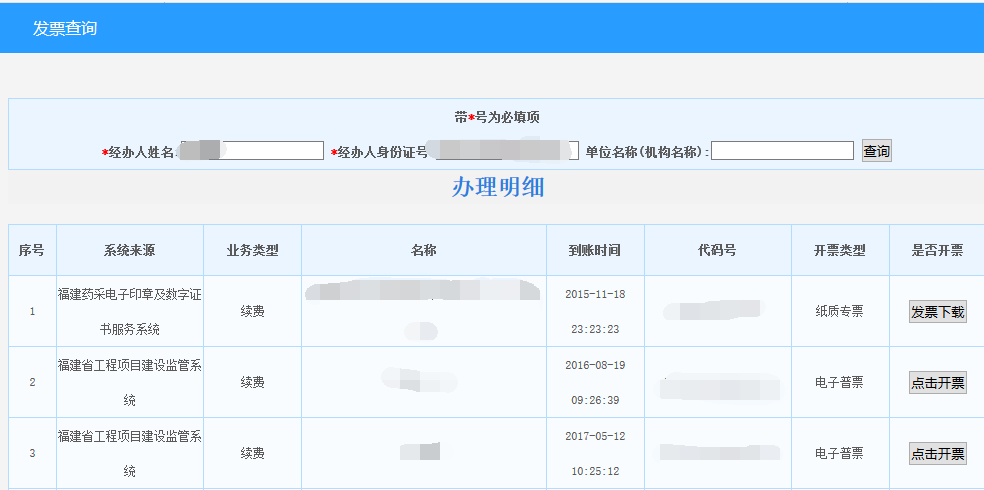 发票查询
带*号为必填项
*经办人姓名: *经办人身份证号 单位名称(机构名称): 查询
办理明细
序号 系统来源 业务类型 名称 到账时间 代码号 开票类型 是否开票
1 福建药采电子印章及数字证书服务系统 续费 2015-11-18 23:23:23 纸质专票 发票下载
2 福建省工程项目建设监管系统 续费 2016-08-19 09:26:39 电子普票 点击开票
3 福建省工程项目建设监管系统 续费 2017-05-12 10:25:12 电子普票 点击开票